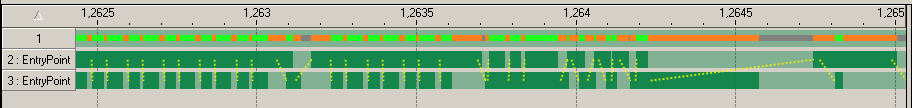 1,2625 1,263 1,2635 1,264 1,2645 1,265
1
2 : EntryPoint
3 : EntryPoint